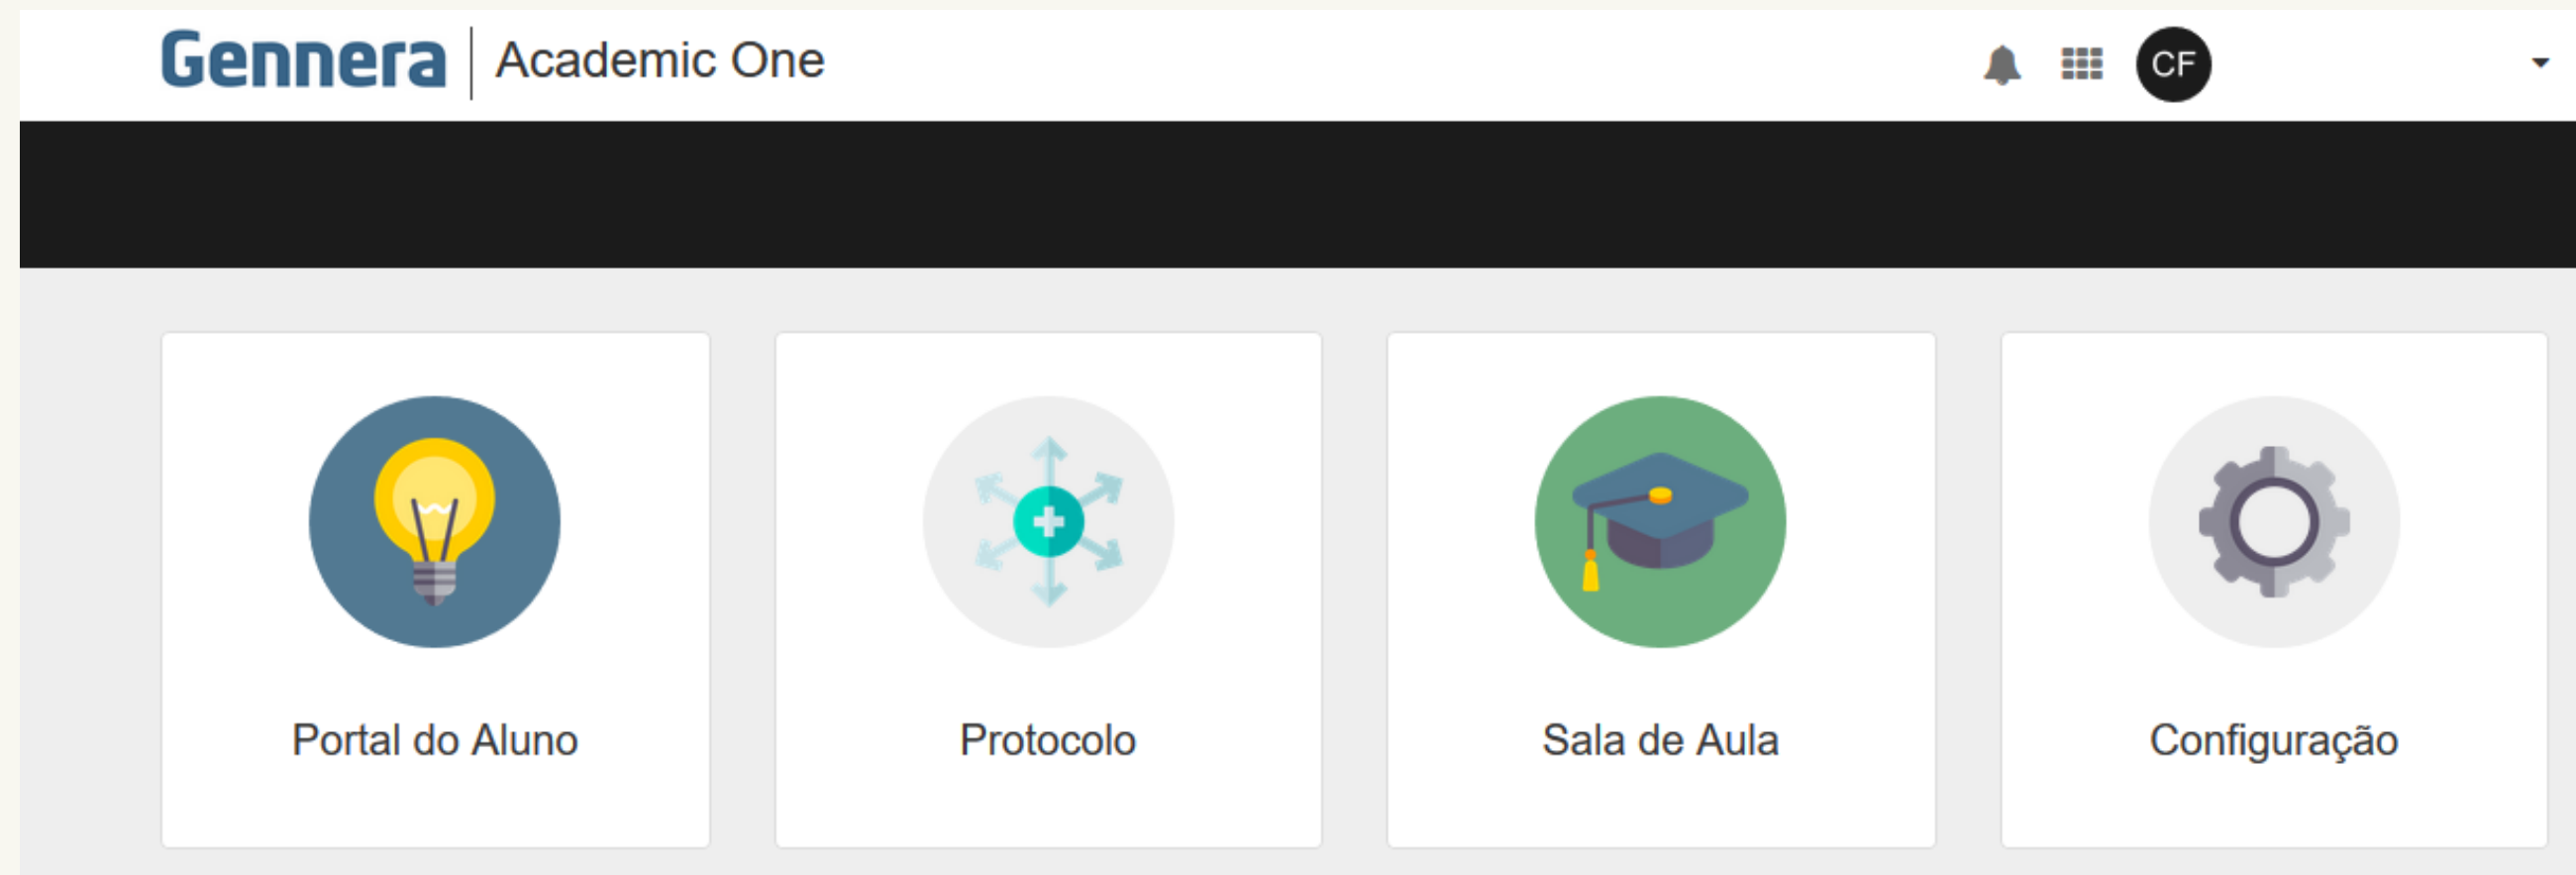 Gennera | Academic One
CF
Portal do Aluno
Protocolo
Sala de Aula
Configuração